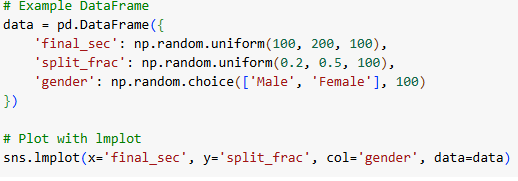 # Example DataFrame
data = pd.DataFrame({
    'final_sec': np.random.uniform(100, 200, 100),
    'split_frac': np.random.uniform(0.2, 0.5, 100),
    'gender': np.random.choice(['Male', 'Female'], 100)
})
# Plot with lmplot
sns.lmplot(x='final_sec', y='split_frac', col='gender', data=data)